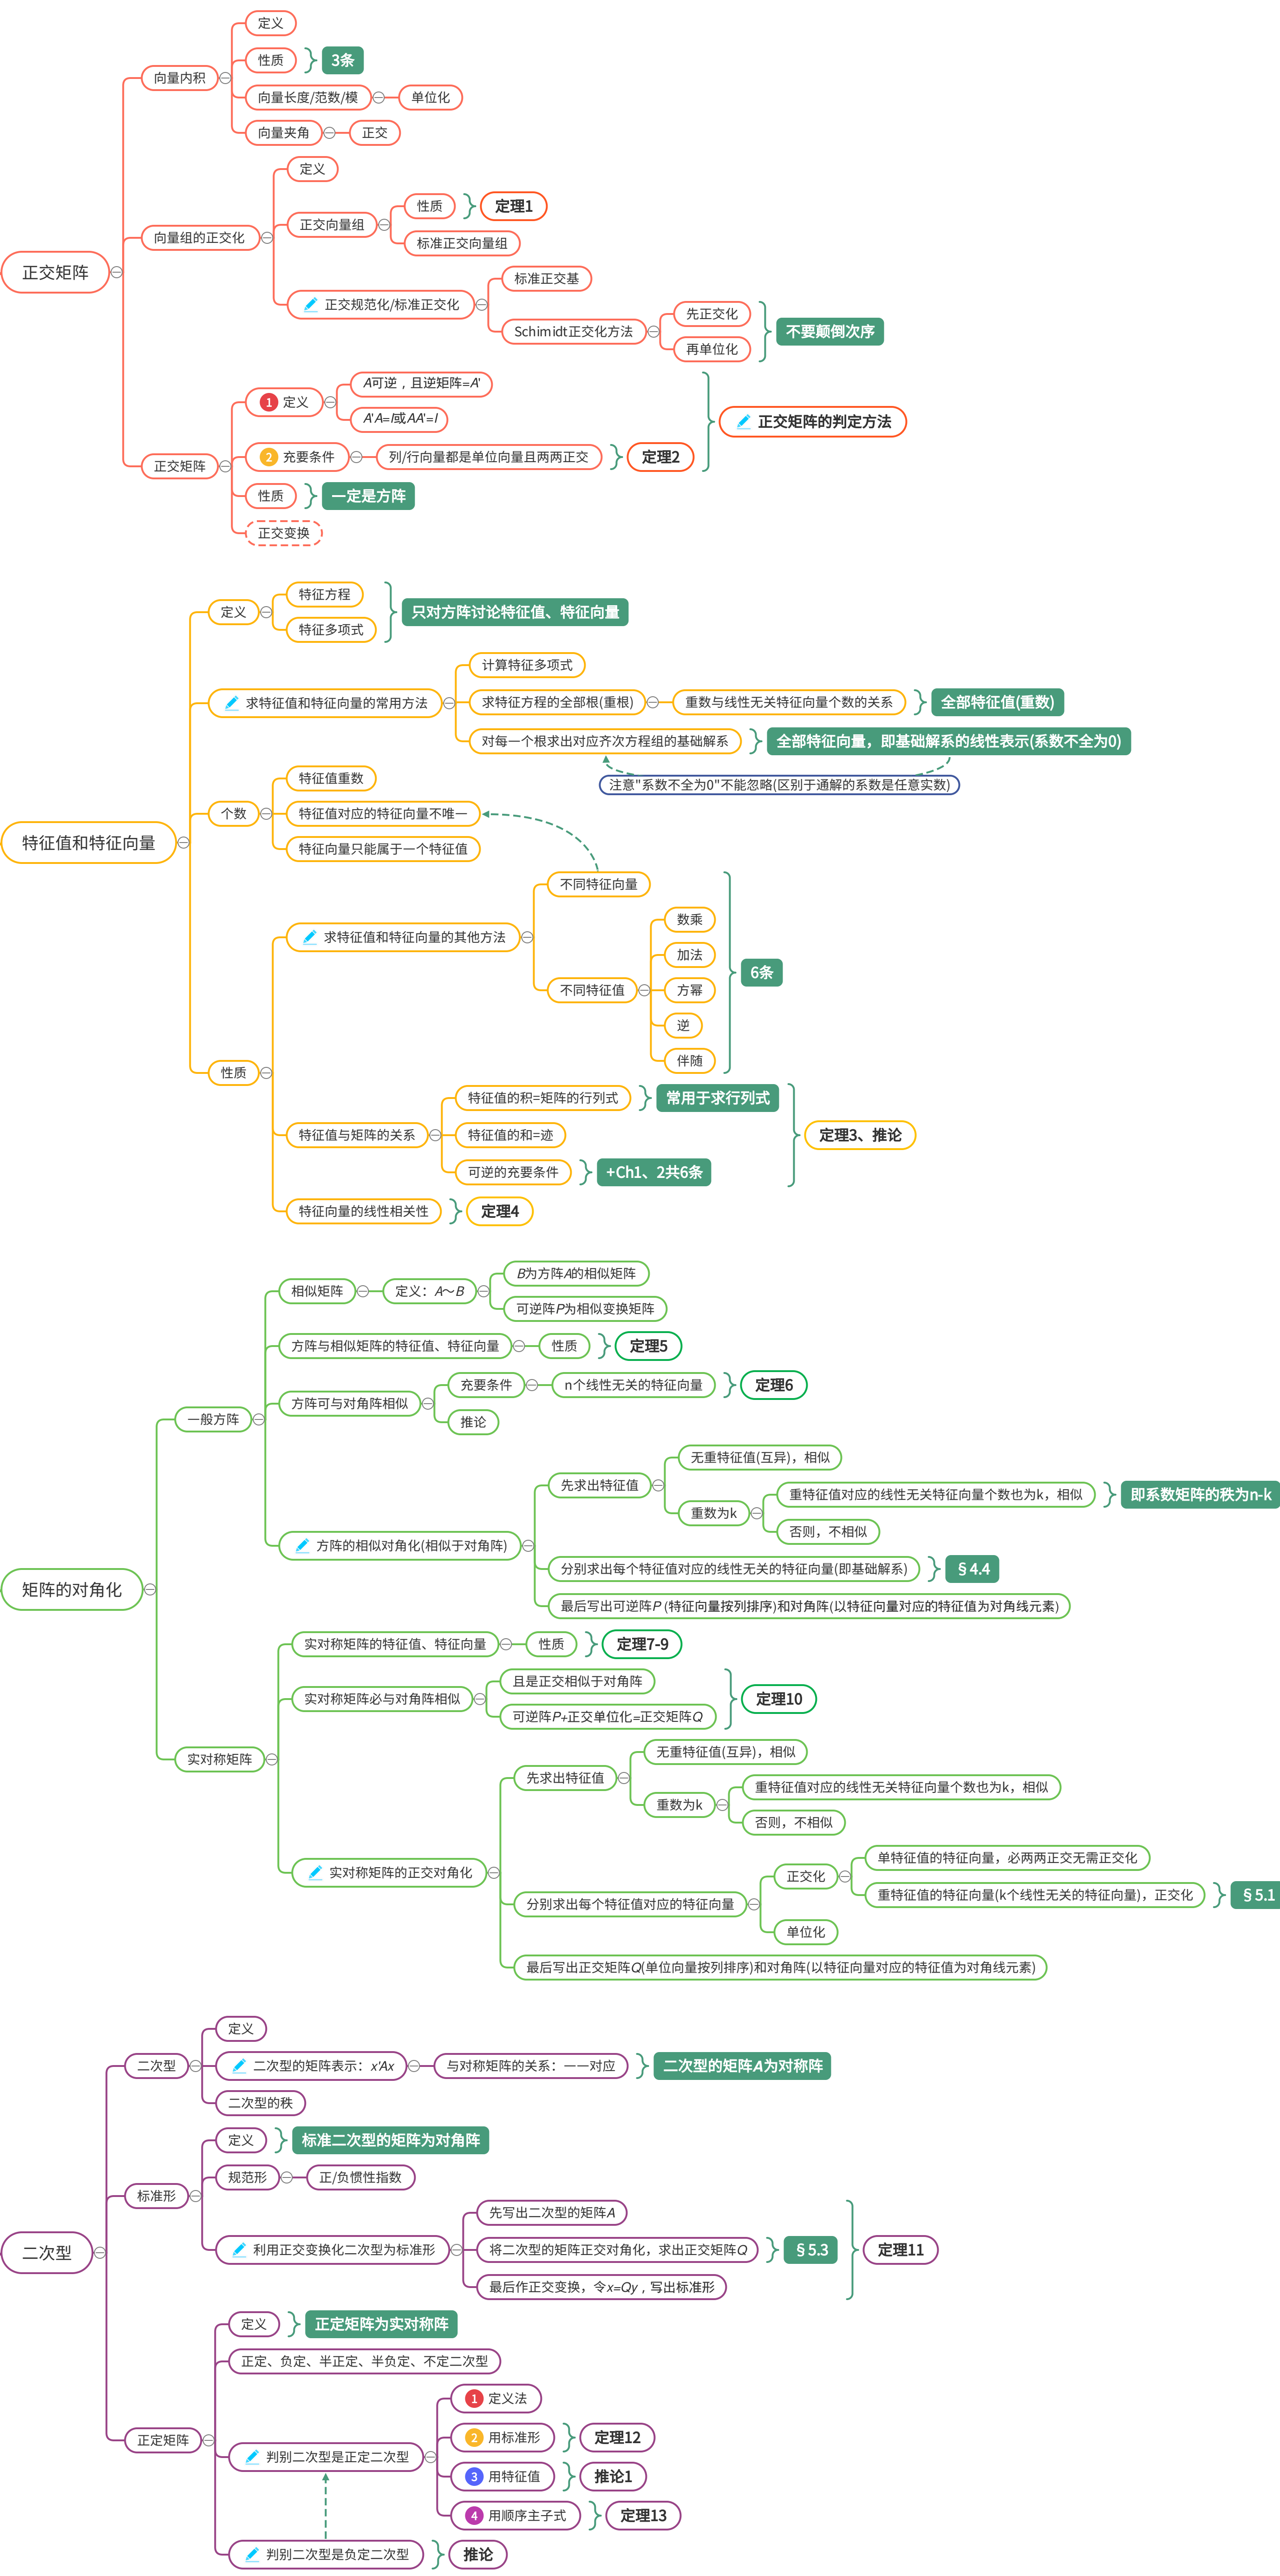 正交矩阵
向量内积
定义
性质
3条
向量长度/范数/模
单位化
向量夹角
正交
向量组的正交化
定义
正交向量组
性质
定理1
标准正交向量组
正交规范化/标准正交化
标准正交基
Schimidt正交化方法
先正交化
再单位化
不要颠倒次序
正交矩阵
1 定义
A可逆，且逆矩阵=A'
A'A=I或AA'=I
2 充要条件
列/行向量都是单位向量且两两正交
定理2
正交矩阵的判定方法
性质
一定是方阵
正交变换
特征值和特征向量
定义
特征方程
特征多项式
只对方阵讨论特征值、特征向量
求特征值和特征向量的常用方法
计算特征多项式
求特征方程的全部根(重根)
重数与线性无关特征向量个数的关系
全部特征值(重数)
对每一个根求出对应齐次方程组的基础解系
全部特征向量，即基础解系的线性表示(系数不全为0)
注意"系数不全为0"不能忽略(区别于通解的系数是任意实数)
个数
特征值重数
特征值对应的特征向量不唯一
特征向量只能属于一个特征值
性质
求特征值和特征向量的其他方法
不同特征向量
不同特征值
数乘
加法
方幂
逆
伴随
6条
特征值与矩阵的关系
特征值的积=矩阵的行列式
常用于求行列式
特征值的和=迹
可逆的充要条件
+Ch1、2共6条
定理3、推论
特征向量的线性相关性
定理4
矩阵的对角化
一般方阵
相似矩阵
定义：A～B
B为方阵A的相似矩阵
可逆阵P为相似变换矩阵
方阵与相似矩阵的特征值、特征向量
性质
定理5
方阵可与对角阵相似
充要条件
n个线性无关的特征向量
定理6
推论
方阵的相似对角化(相似于对角阵)
先求出特征值
无重特征值(互异)，相似
重数为k
重特征值对应的线性无关特征向量个数也为k，相似
即系数矩阵的秩为n-k
否则，不相似
分别求出每个特征值对应的线性无关的特征向量(即基础解系)
§4.4
最后写出可逆阵P (特征向量按列排序)和对角阵(以特征向量对应的特征值为对角线元素)
实对称矩阵
实对称矩阵的特征值、特征向量
性质
定理7-9
实对称矩阵必与对角阵相似
且是正交相似于对角阵
可逆阵P+正交单位化=正交矩阵Q
定理10
实对称矩阵的正交对角化
先求出特征值
无重特征值(互异)，相似
重数为k
重特征值对应的线性无关特征向量个数也为k，相似
否则，不相似
分别求出每个特征值对应的特征向量
正交化
单特征值的特征向量，必两两正交无需正交化
重特征值的特征向量(k个线性无关的特征向量)，正交化
§5.1
单位化
最后写出正交矩阵Q(单位向量按列排序)和对角阵(以特征向量对应的特征值为对角线元素)
二次型
二次型
定义
二次型的矩阵表示：x'Ax
与对称矩阵的关系：一一对应
二次型的矩阵A为对称阵
二次型的秩
标准形
定义
标准二次型的矩阵为对角阵
规范形
正/负惯性指数
利用正交变换化二次型为标准形
先写出二次型的矩阵A
将二次型的矩阵正交对角化，求出正交矩阵Q
§5.3
最后作正交变换，令x=Qy，写出标准形
定理11
正定矩阵
定义
正定矩阵为实对称阵
正定、负定、半正定、半负定、不定二次型
判别二次型是正定二次型
1 定义法
2 用标准形
定理12
3 用特征值
推论1
4 用顺序主子式
定理13
判别二次型是负定二次型
推论